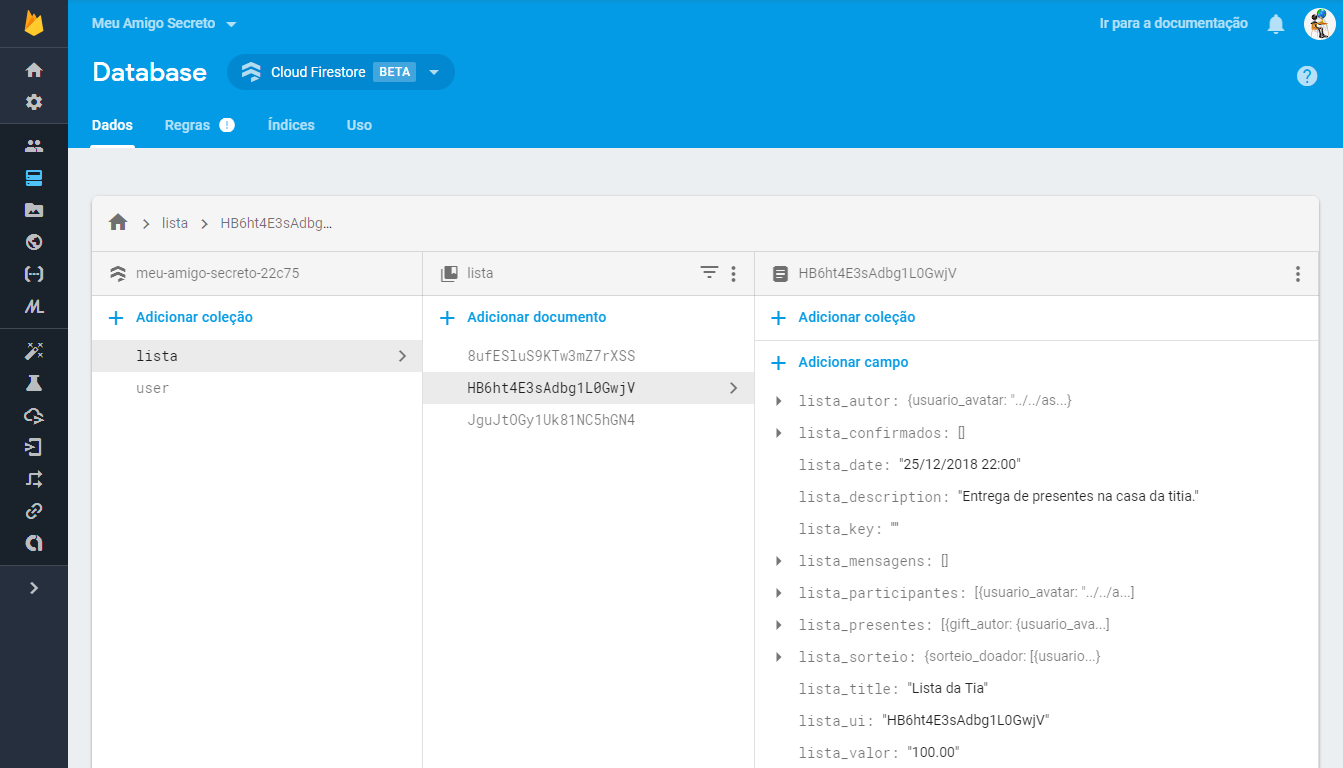 Meu Amigo Secreto
Ir para a documentação
Database
Cloud Firestore BETA
?
Dados Regras ! Índices Uso
lista HB6ht4E3sAdbg...
meu-amigo-secreto-22c75
lista
HB6ht4E3sAdbg1L0GwjV
+ Adicionar coleção
+ Adicionar documento
+ Adicionar coleção
lista
user
8ufESluS9KTw3mZ7rXSS
HB6ht4E3sAdbg1L0GwjV
JguJtOGy1Uk81NC5hGN4
+ Adicionar campo
lista_autor: {usuario_avatar: "../../as...}
lista_confirmados: []
lista_date: "25/12/2018 22:00"
lista_description: "Entrega de presentes na casa da titia."
lista_key: ""
lista_mensagens: []
lista_participantes: [{usuario_avatar: "../../a...]
lista_presentes: [{gift_autor: {usuario_ava...]
lista_sorteio: {sorteio_doador: [{usuario...}
lista_title: "Lista da Tia"
lista_ui: "HB6ht4E3sAdbg1L0GwjV"
lista_valor: "100.00"